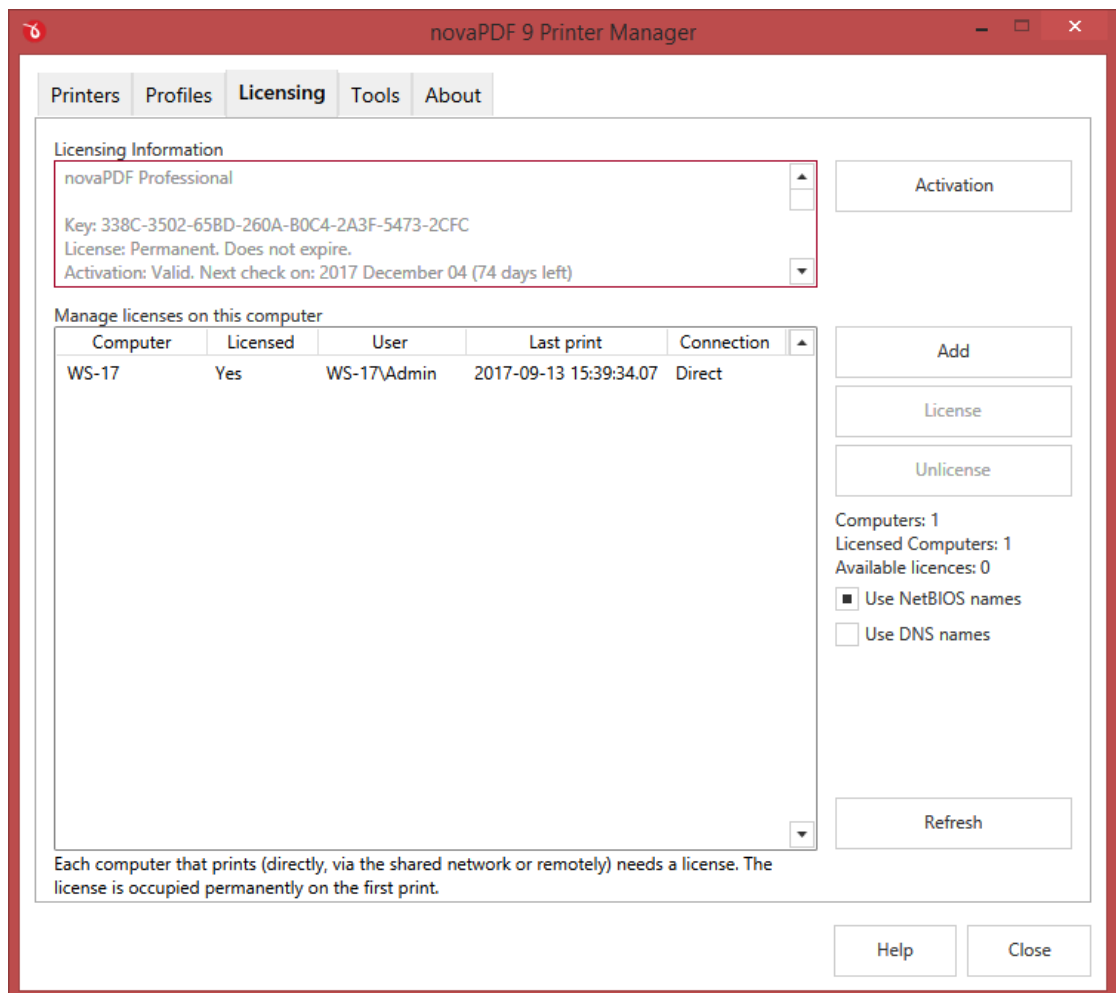 novaPDF 9 Printer Manager
Printers Profiles Licensing Tools About
Licensing Information
novaPDF Professional
Key: 338C-3502-65BD-260A-B0C4-2A3F-5473-2CFC
License: Permanent. Does not expire.
Activation: Valid. Next check on: 2017 December 04 (74 days left)
Activation
Manage licenses on this computer
Computer Licensed User Last print Connection
WS-17 Yes WS-17\Admin 2017-09-13 15:39:34.07 Direct
Add
License
Unlicense
Computers: 1
Licensed Computers: 1
Available licences: 0
Use NetBIOS names
Use DNS names
Refresh
Each computer that prints (directly, via the shared network or remotely) needs a license. The
license is occupied permanently on the first print.
Help Close